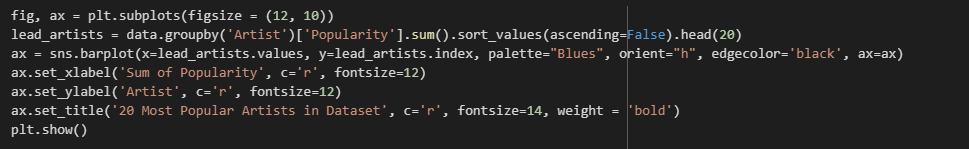 fig, ax = plt.subplots(figsize = (12, 10))
lead_artists = data.groupby('Artist')['Popularity'].sum().sort_values(ascending=False).head(20)
ax = sns.barplot(x=lead_artists.values, y=lead_artists.index, palette="Blues", orient="h", edgecolor='black', ax=ax)
ax.set_xlabel('Sum of Popularity', c='r', fontsize=12)
ax.set_ylabel('Artist', c='r', fontsize=12)
ax.set_title('20 Most Popular Artists in Dataset', c='r', fontsize=14, weight = 'bold')
plt.show()